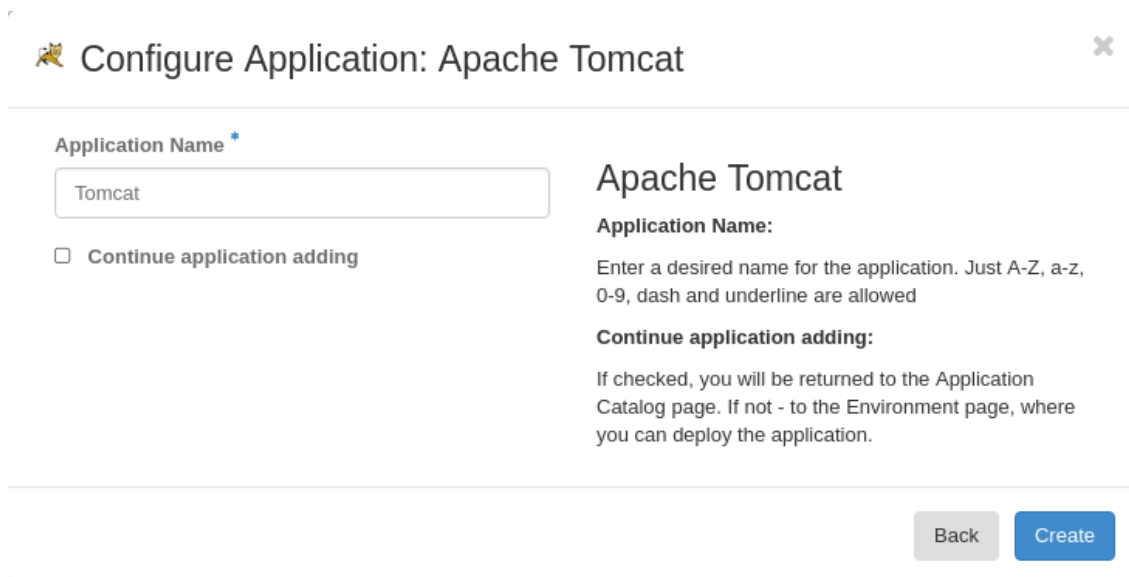 Configure Application: Apache Tomcat
Application Name *
Tomcat
Continue application adding
Apache Tomcat
Application Name:
Enter a desired name for the application. Just A-Z, a-z,
0-9, dash and underline are allowed
Continue application adding:
If checked, you will be returned to the Application
Catalog page. If not - to the Environment page, where
you can deploy the application.
Back
Create